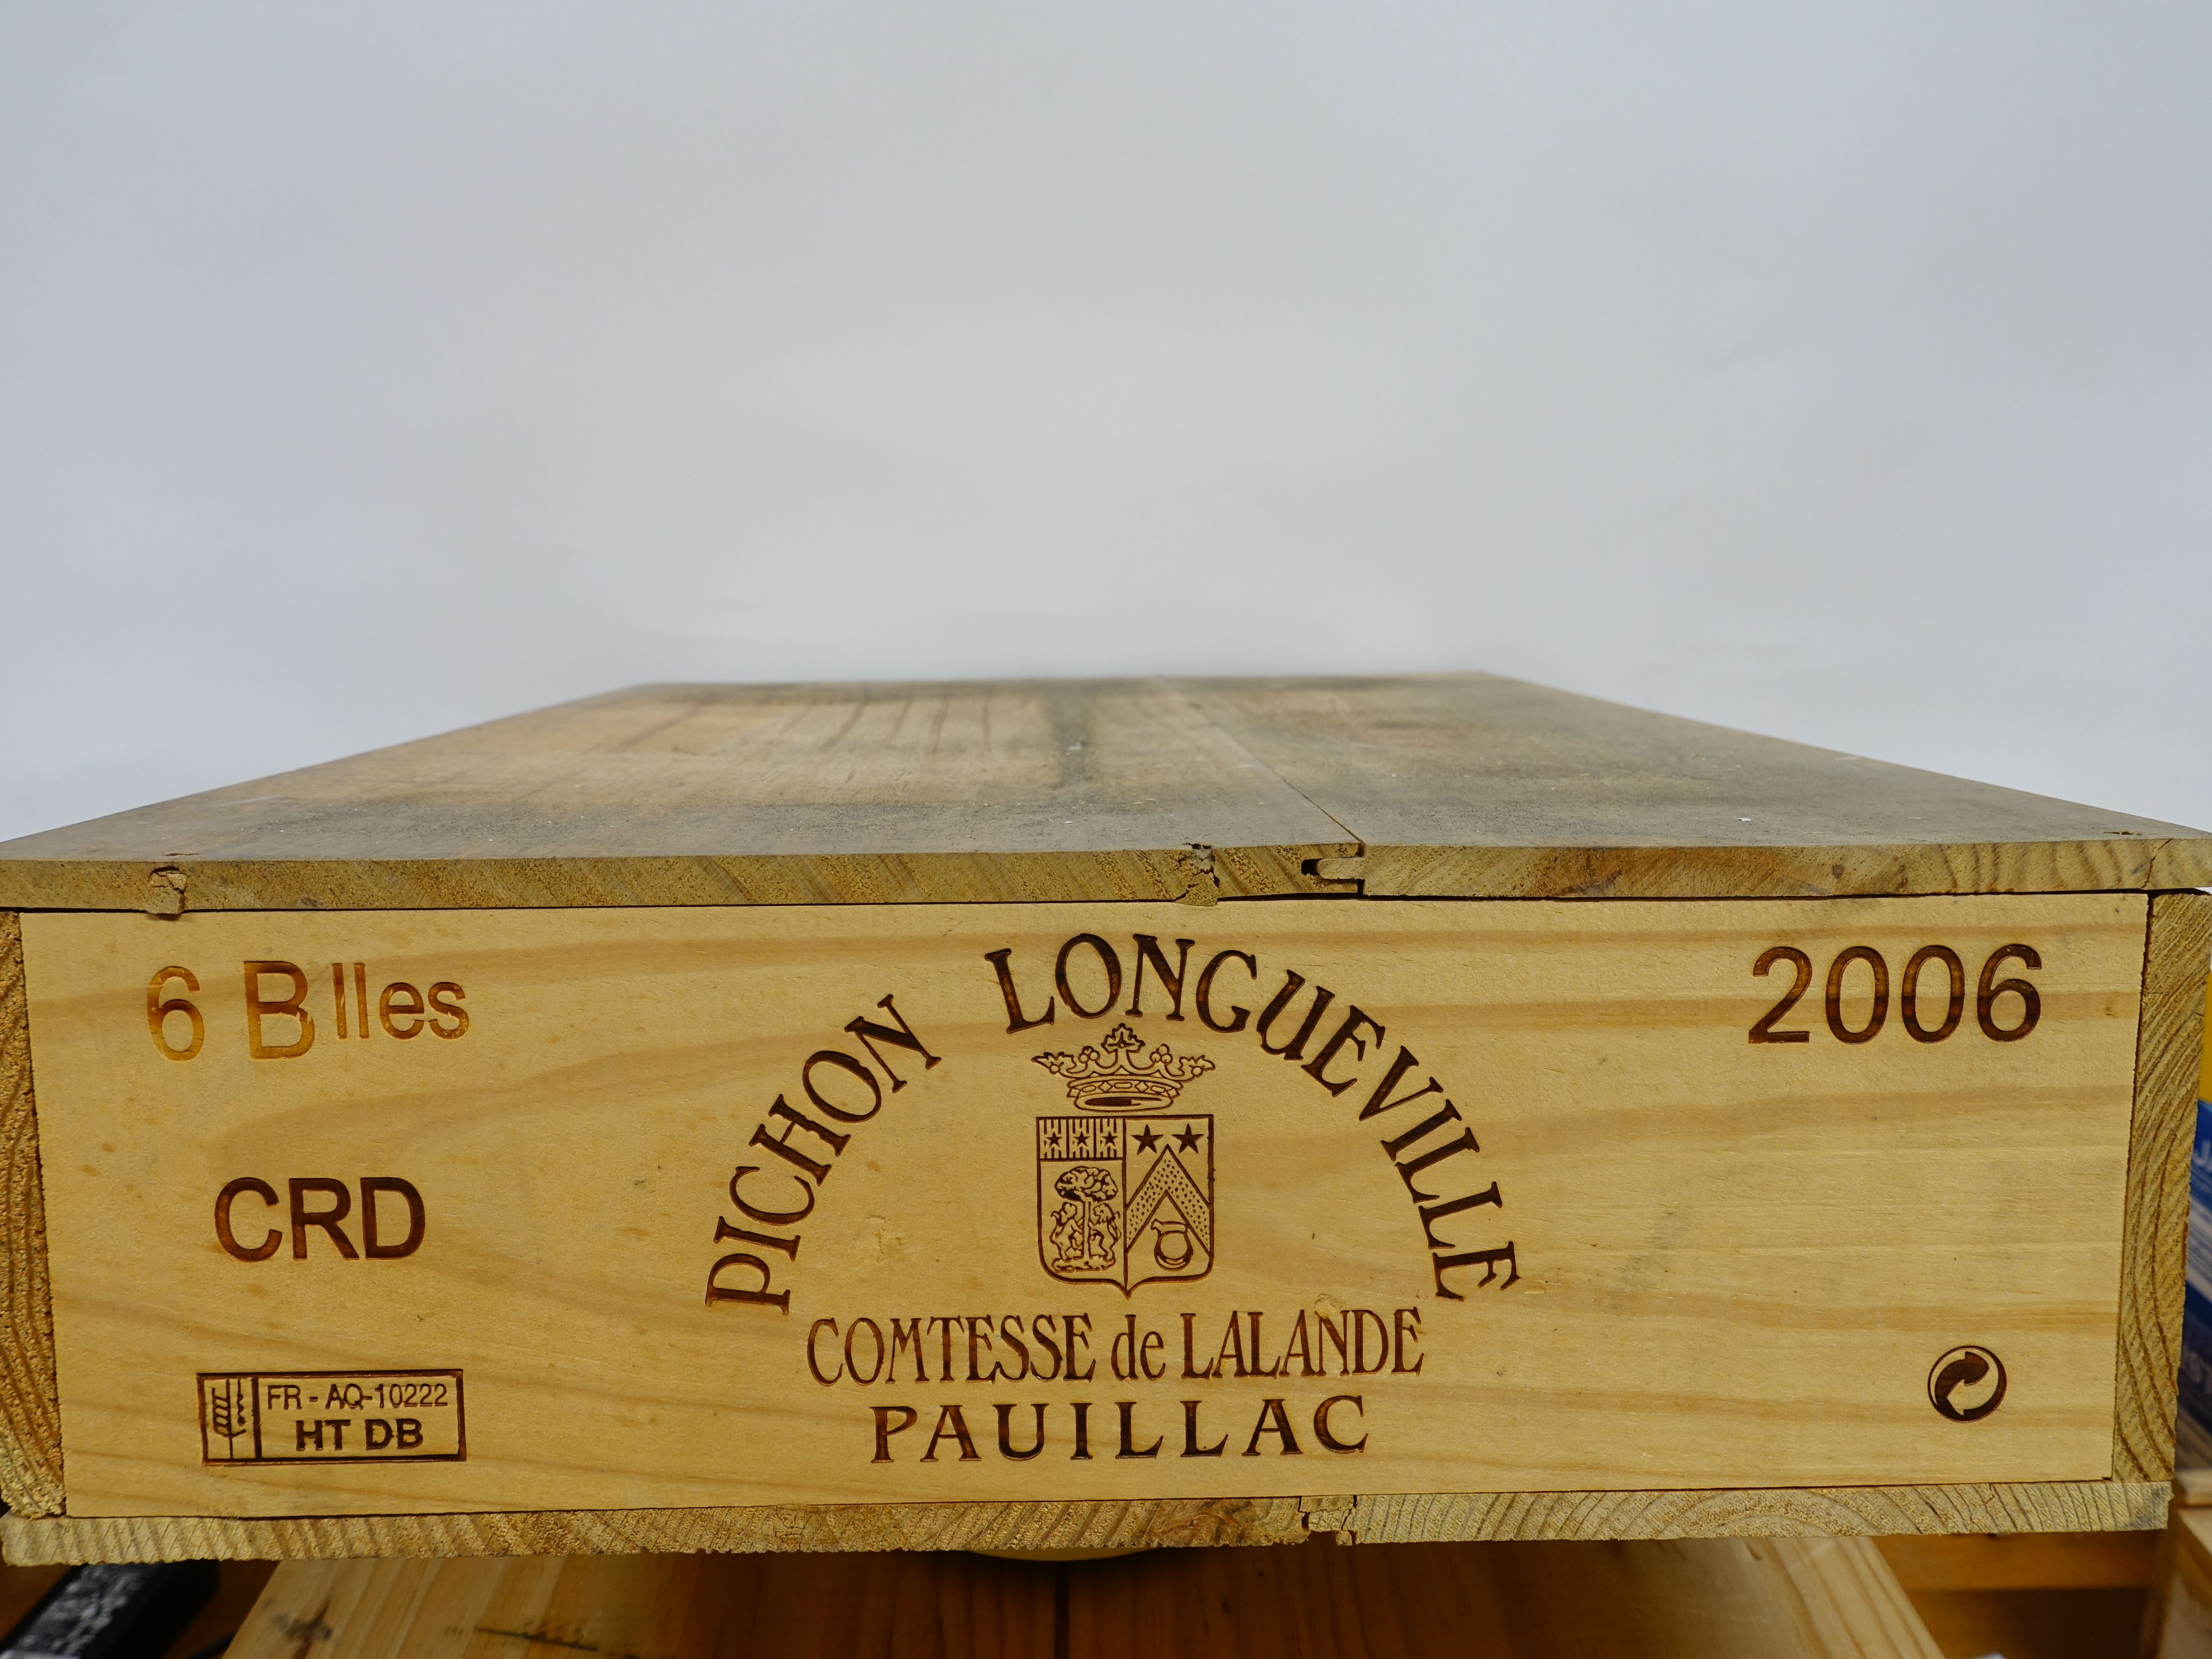 6 Blles
2006
PICHON LONGUEVILLE
CRD
COMTESSE de LALANDE
PAUILLAC
FR - AQ-10222
HT DB